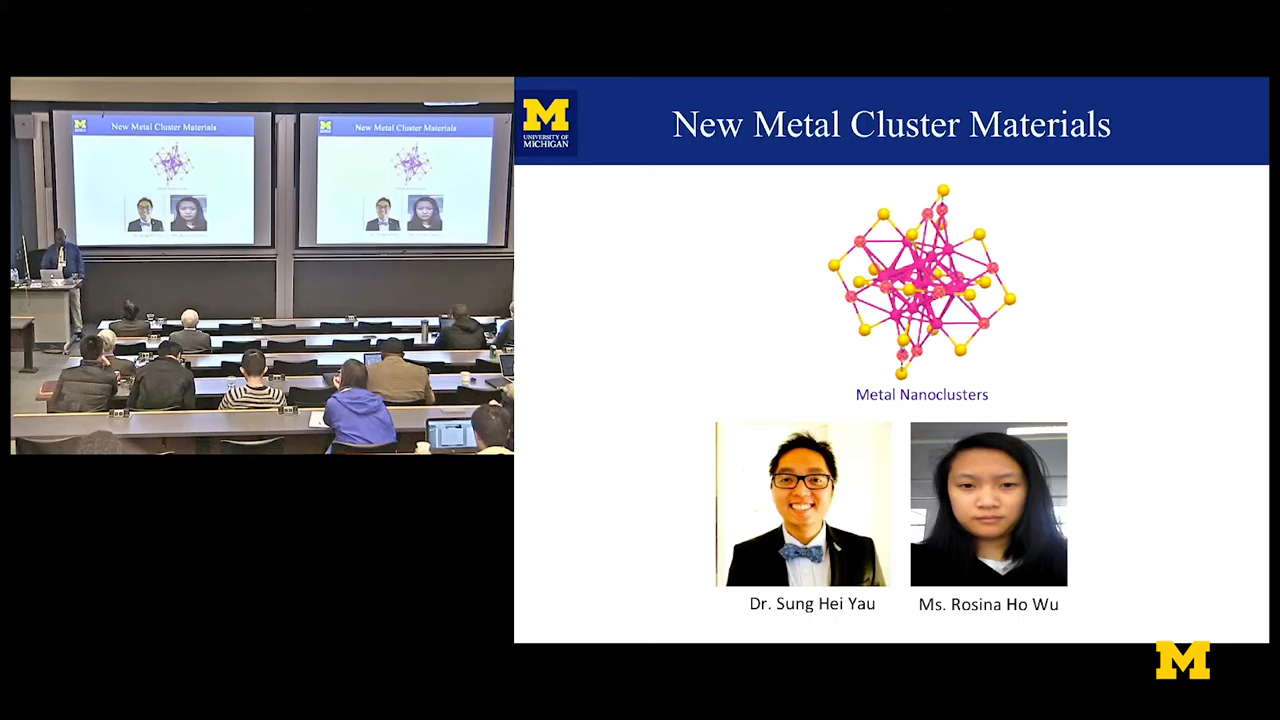 New Metal Cluster Materials
New Metal Cluster Materials
UNIVERSITY OF
MICHIGAN
New Metal Cluster Materials
Metal Nanoclusters
Dr. Sung Hei Yau
Ms. Rosina Ho Wu